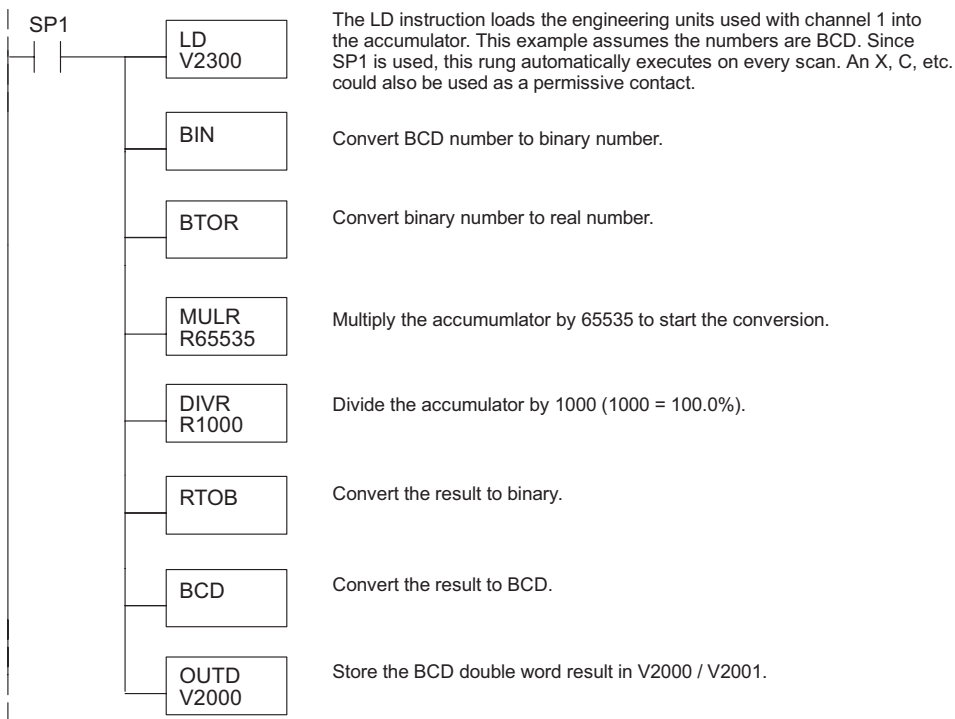 SP1
LD
V2300
The LD instruction loads the engineering units used with channel 1 into
the accumulator. This example assumes the numbers are BCD. Since
SP1 is used, this rung automatically executes on every scan. An X, C, etc.
could also be used as a permissive contact.
BIN
Convert BCD number to binary number.
BTOR
Convert binary number to real number.
MULR
R65535
Multiply the accumumlator by 65535 to start the conversion.
DIVR
R1000
Divide the accumulator by 1000 (1000 = 100.0%).
RTOB
Convert the result to binary.
BCD
Convert the result to BCD.
OUTD
V2000
Store the BCD double word result in V2000 / V2001.